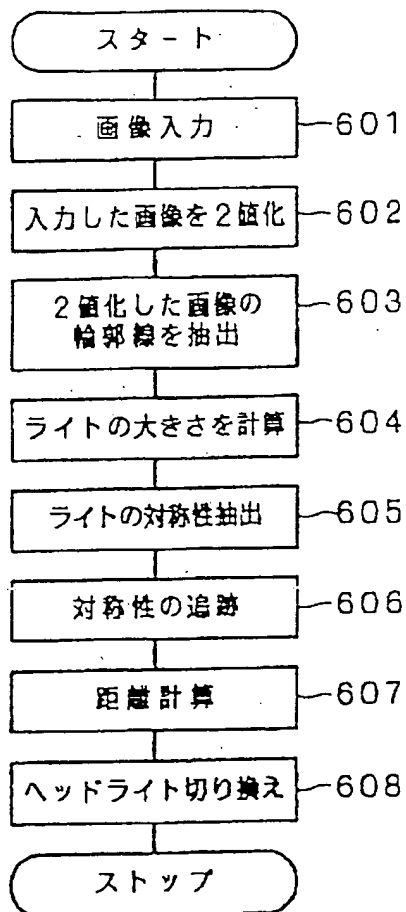 スタート
画像入力 601
入力した画像を2値化 602
2値化した画像の 603
輪郭線を抽出
ライトの大きさを計算 604
ライトの対称性抽出 605
対称性の追跡 606
距離計算 607
ヘッドライト切り換え 608
ストップ